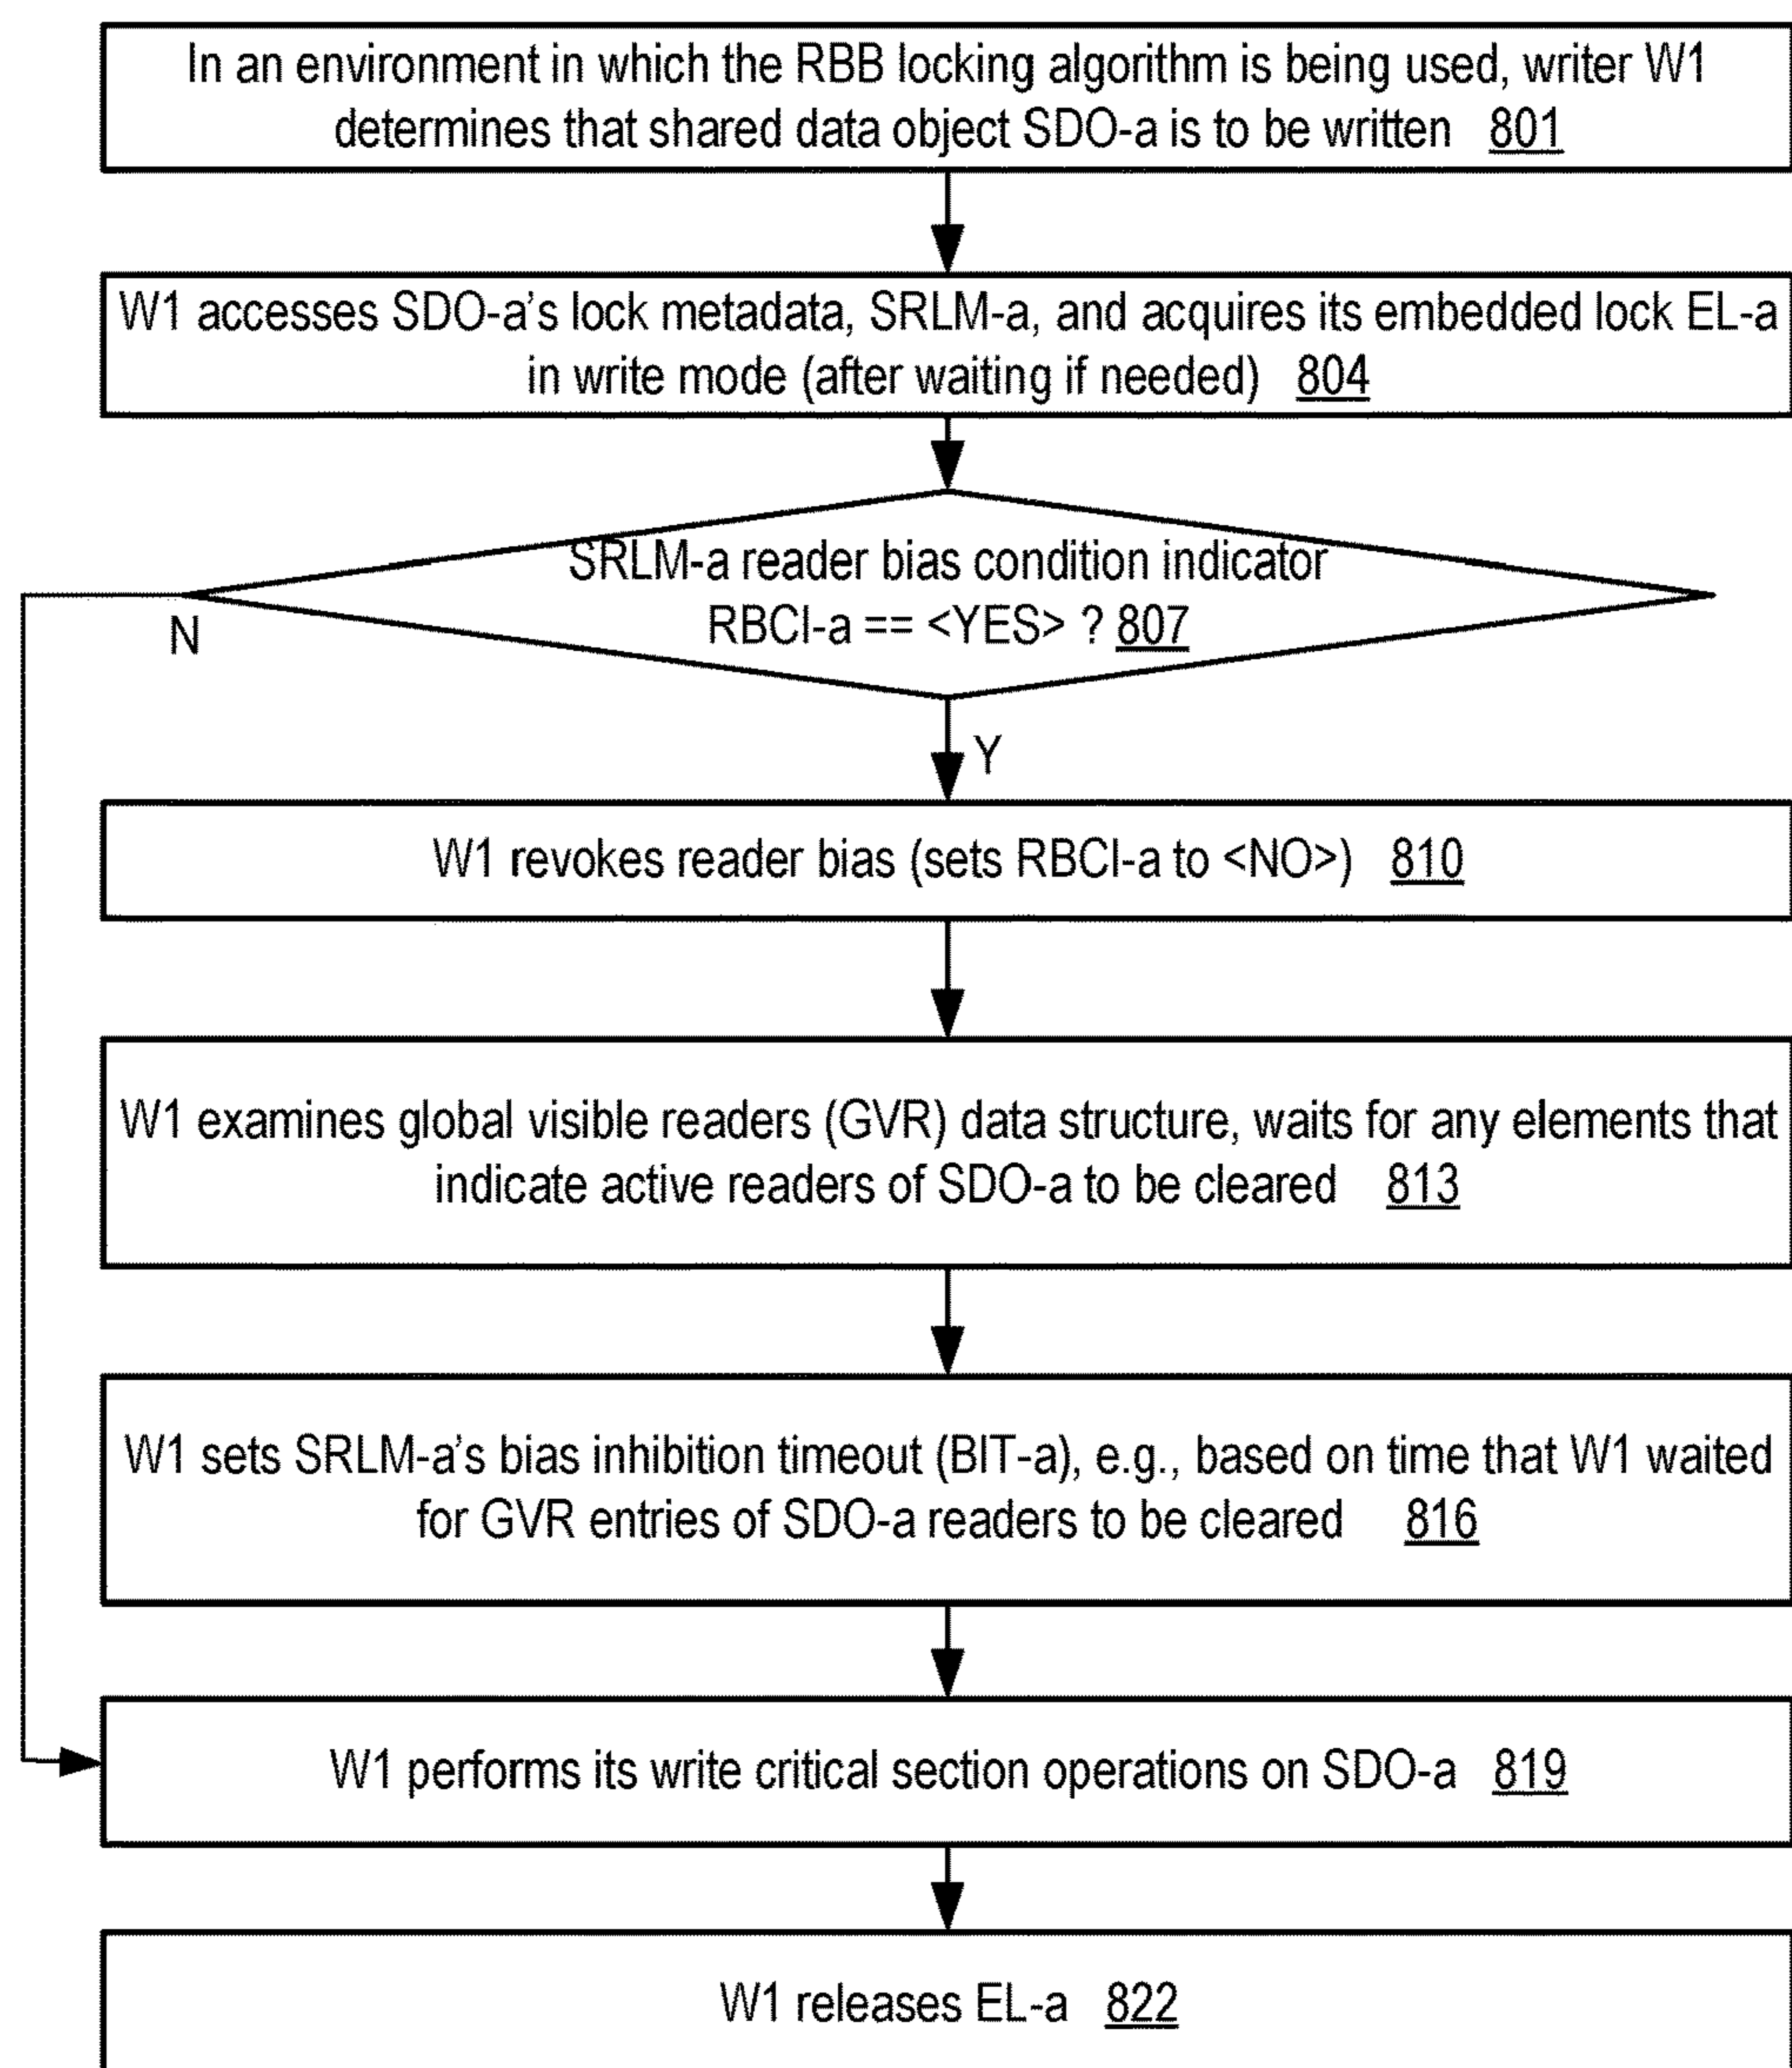 In an environment in which the RBB locking algorithm is being used, writer W1
determines that shared data object SDO-a is to be written 801
W1 accesses SDO-a's lock metadata, SRLM-a, and acquires its embedded lock EL-a
in write mode (after waiting if needed) 804
SRLM-a reader bias condition indicator
RBCI-a == <YES> ? 807
N
Y
W1 revokes reader bias (sets RBCI-a to <NO>) 810
W1 examines global visible readers (GVR) data structure, waits for any elements that
indicate active readers of SDO-a to be cleared 813
W1 sets SRLM-a's bias inhibition timeout (BIT-a), e.g., based on time that W1 waited
for GVR entries of SDO-a readers to be cleared 816
W1 performs its write critical section operations on SDO-a 819
W1 releases EL-a 822